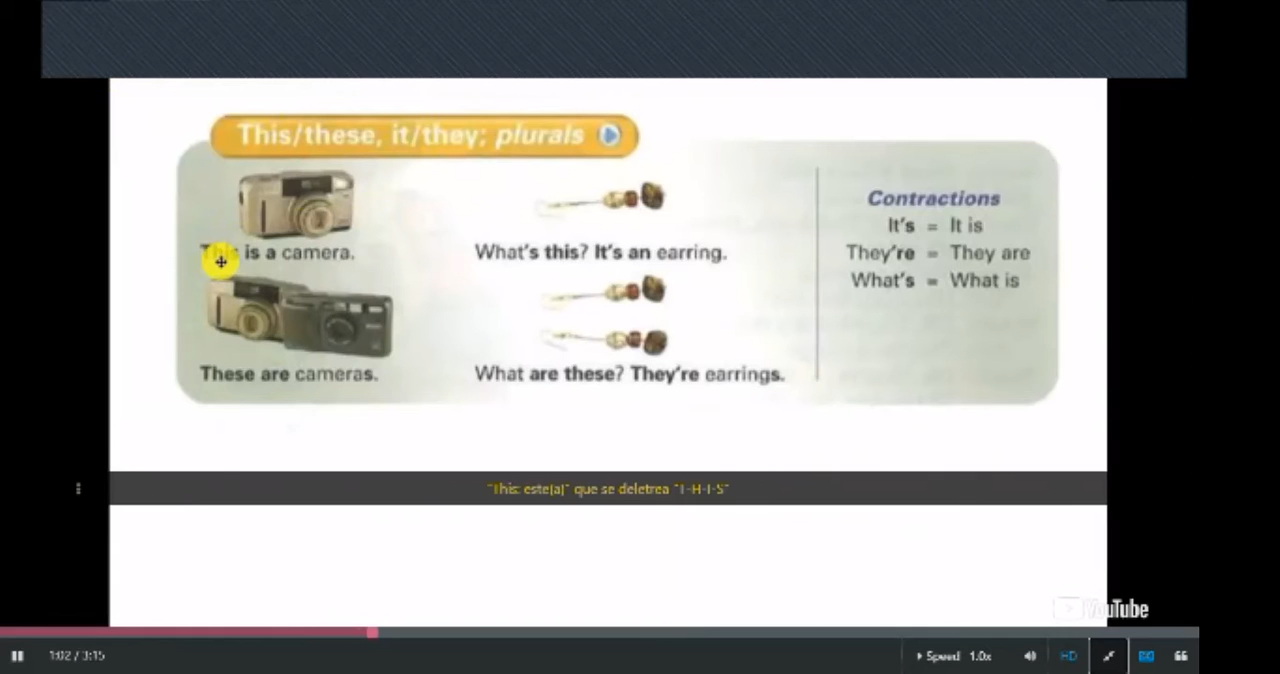 This/these, it/they; plurals
This is a camera.
What's this? It's an earring.
These are cameras.
What are these? They're earrings.
Contractions
It's = It is
They're = They are
What's = What is
"This: este(a)" que se deletrea "T-H-I-S"
YouTube
1:02 / 3:15
Speed 1.0x
HD